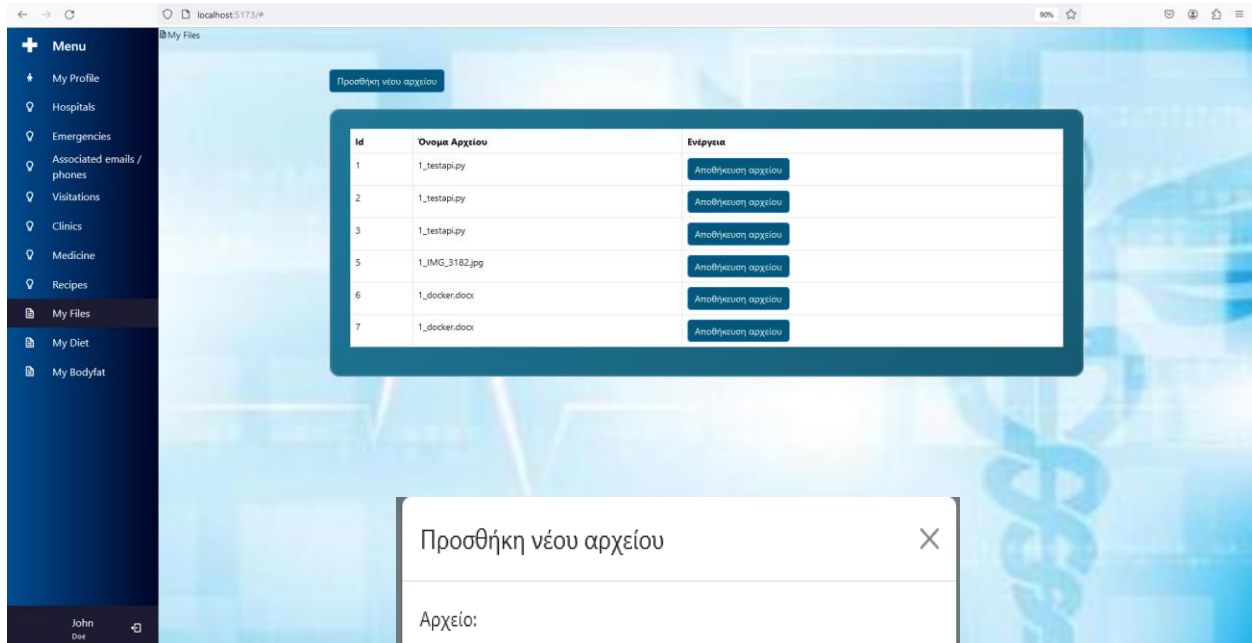 localhost:5173/#
90%
Menu
My Files
My Profile
Προσθήκη νέου αρχείου
Hospitals
Emergencies
Associated emails /
phones
Visitations
Clinics
Medicine
Recipes
My Files
My Diet
My Bodyfat
Id Όνομα Αρχείου Ενέργεια
1 1_testapi.py Αποθήκευση αρχείου
2 1_testapi.py Αποθήκευση αρχείου
3 1_testapi.py Αποθήκευση αρχείου
5 1_IMG_3182.jpg Αποθήκευση αρχείου
6 1_docker.docx Αποθήκευση αρχείου
7 1_docker.docx Αποθήκευση αρχείου
Προσθήκη νέου αρχείου
Αρχείο:
John
Doe